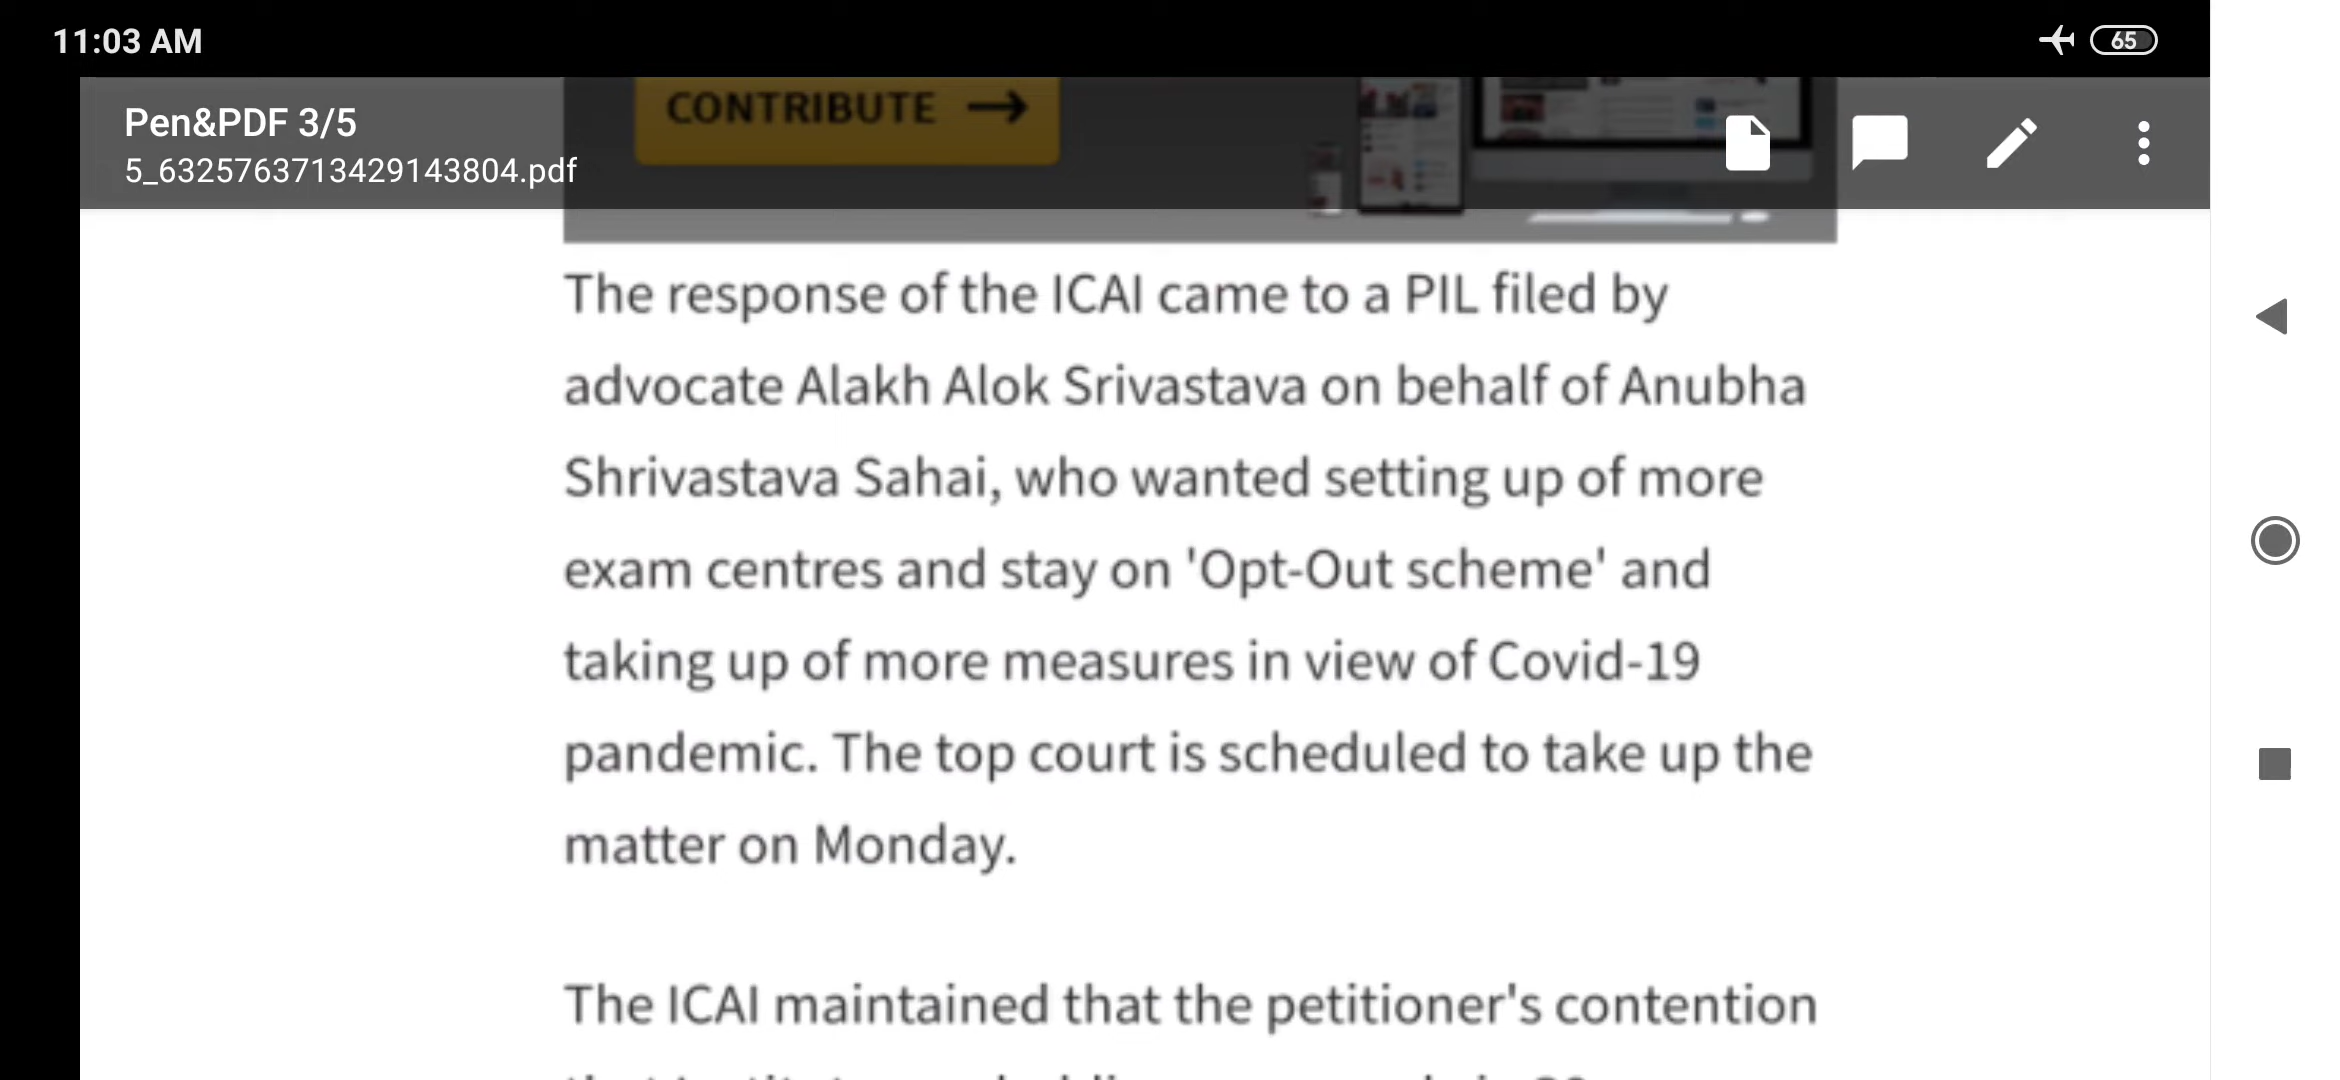 11:03 AM
65
Pen&PDF 3/5
5_6325763713429143804.pdf
CONTRIBUTE →
The response of the ICAI came to a PIL filed by
advocate Alakh Alok Srivastava on behalf of Anubha
Shrivastava Sahai, who wanted setting up of more
exam centres and stay on 'Opt-Out scheme' and
taking up of more measures in view of Covid-19
pandemic. The top court is scheduled to take up the
matter on Monday.
The ICAI maintained that the petitioner's contention